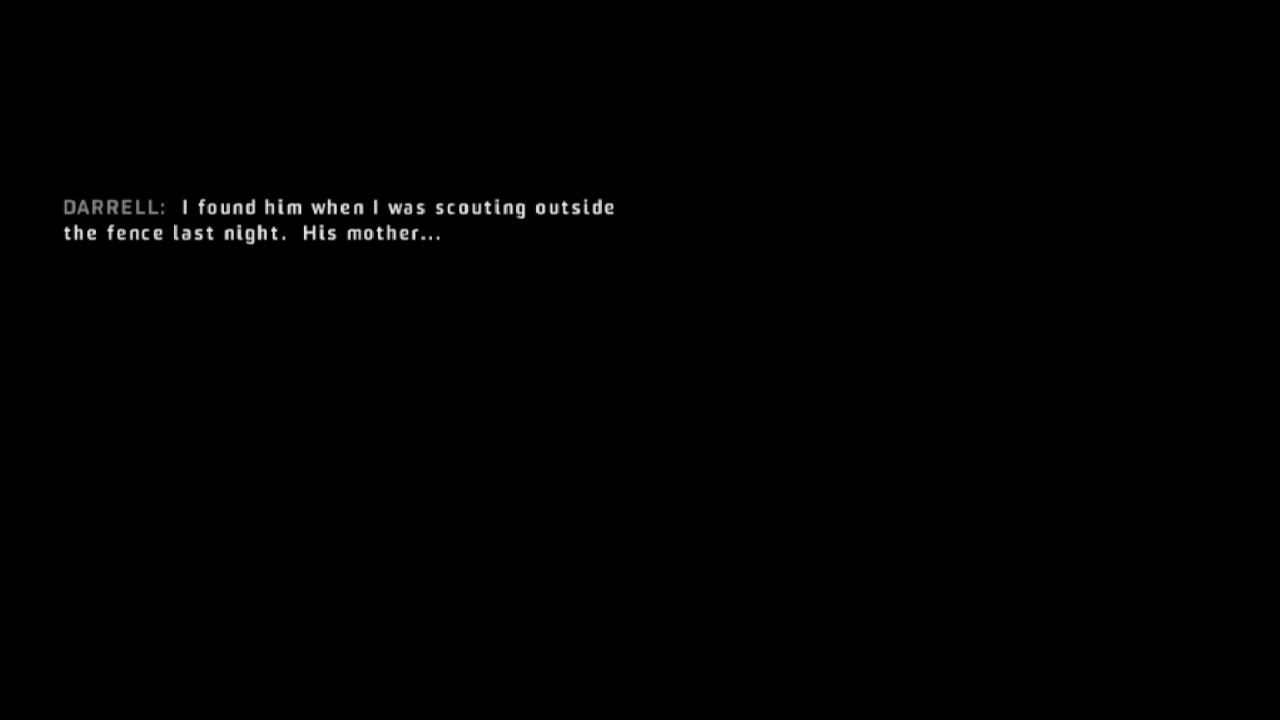 DARRELL:  I found him when I was scouting outside
the fence last night.  His mother...